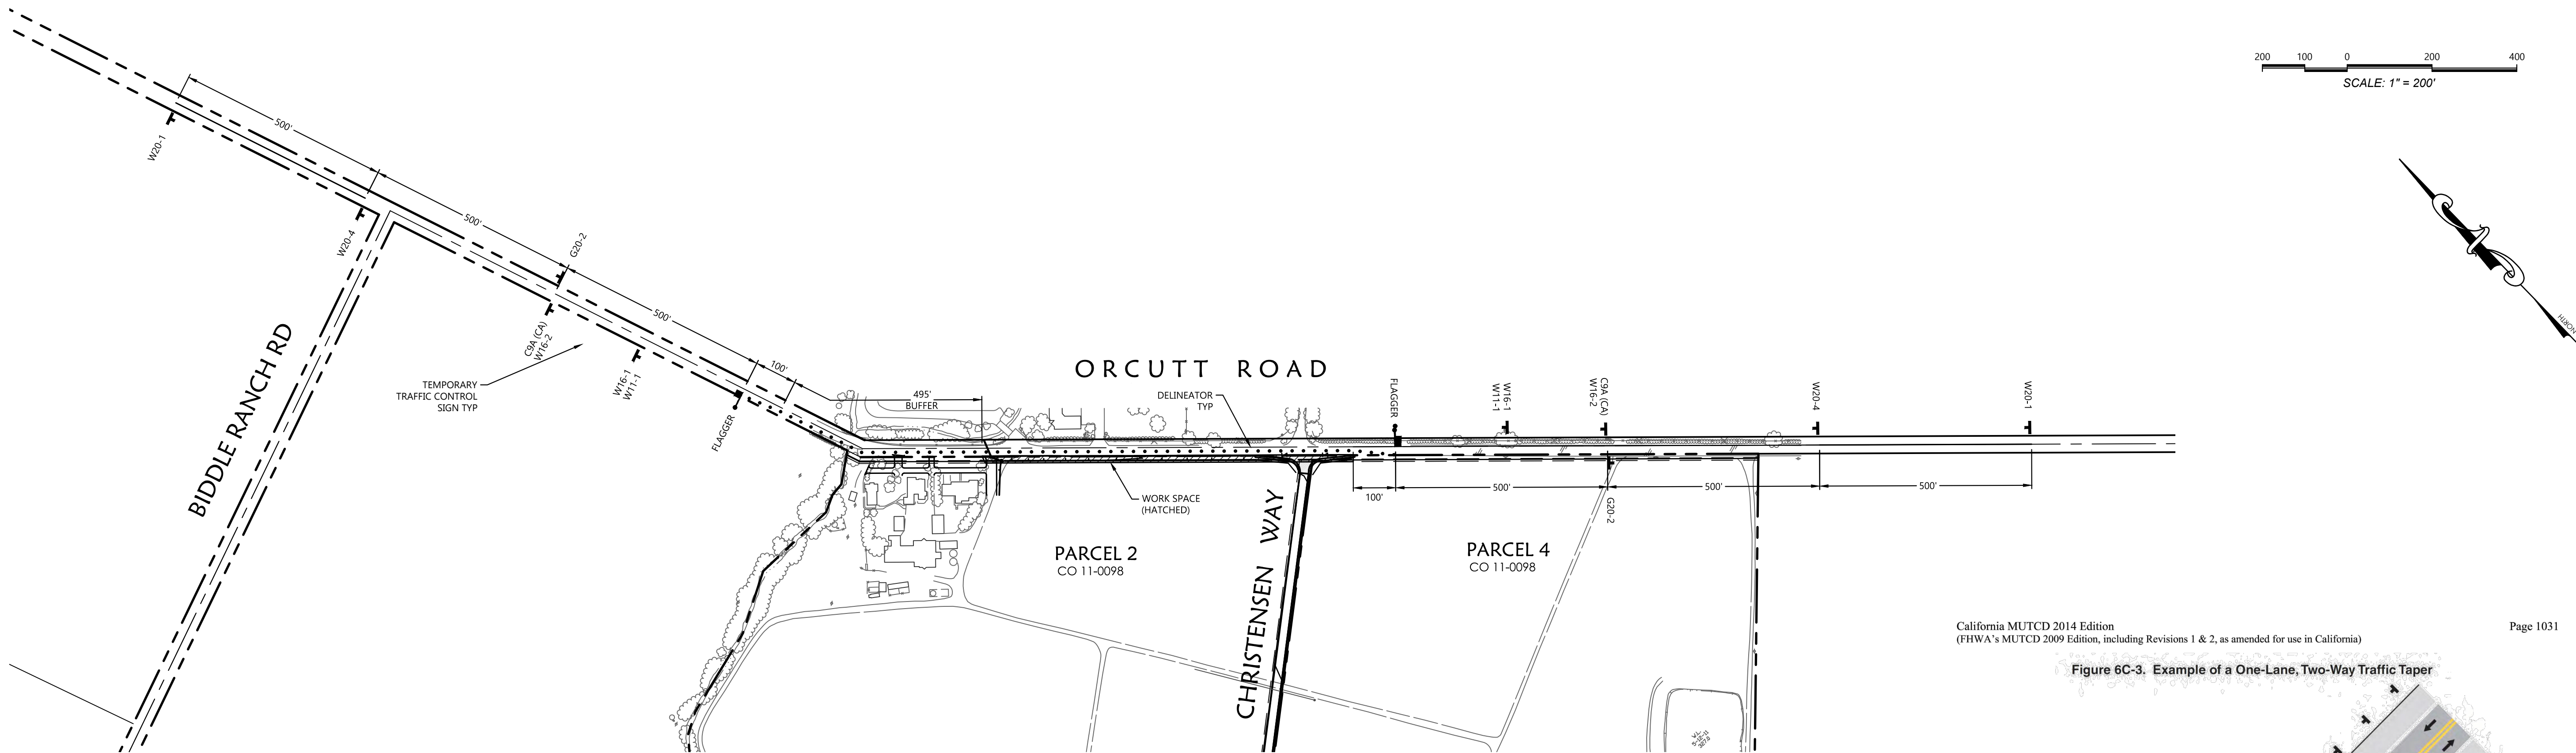 200 100 0 200 400
SCALE: 1" = 200'
NORTH
W20-1
500'
W20-4
500'
G20-2
C9A (CA)
W16-2
500'
W16-1
W11-1
100'
FLAGGER
TEMPORARY
TRAFFIC CONTROL
SIGN TYP
BIDDLE RANCH RD
495'
BUFFER
ORCUTT ROAD
DELINEATOR
TYP
FLAGGER
W16-1
W11-1
C9A (CA)
W16-2
W20-4
W20-1
100'
500'
500'
500'
G20-2
WORK SPACE
(HATCHED)
PARCEL 2
CO 11-0098
CHRISTENSEN WAY
PARCEL 4
CO 11-0098
California MUTCD 2014 Edition Page 1031
(FHWA's MUTCD 2009 Edition, including Revisions 1 & 2, as amended for use in California)
Figure 6C-3. Example of a One-Lane, Two-Way Traffic Taper